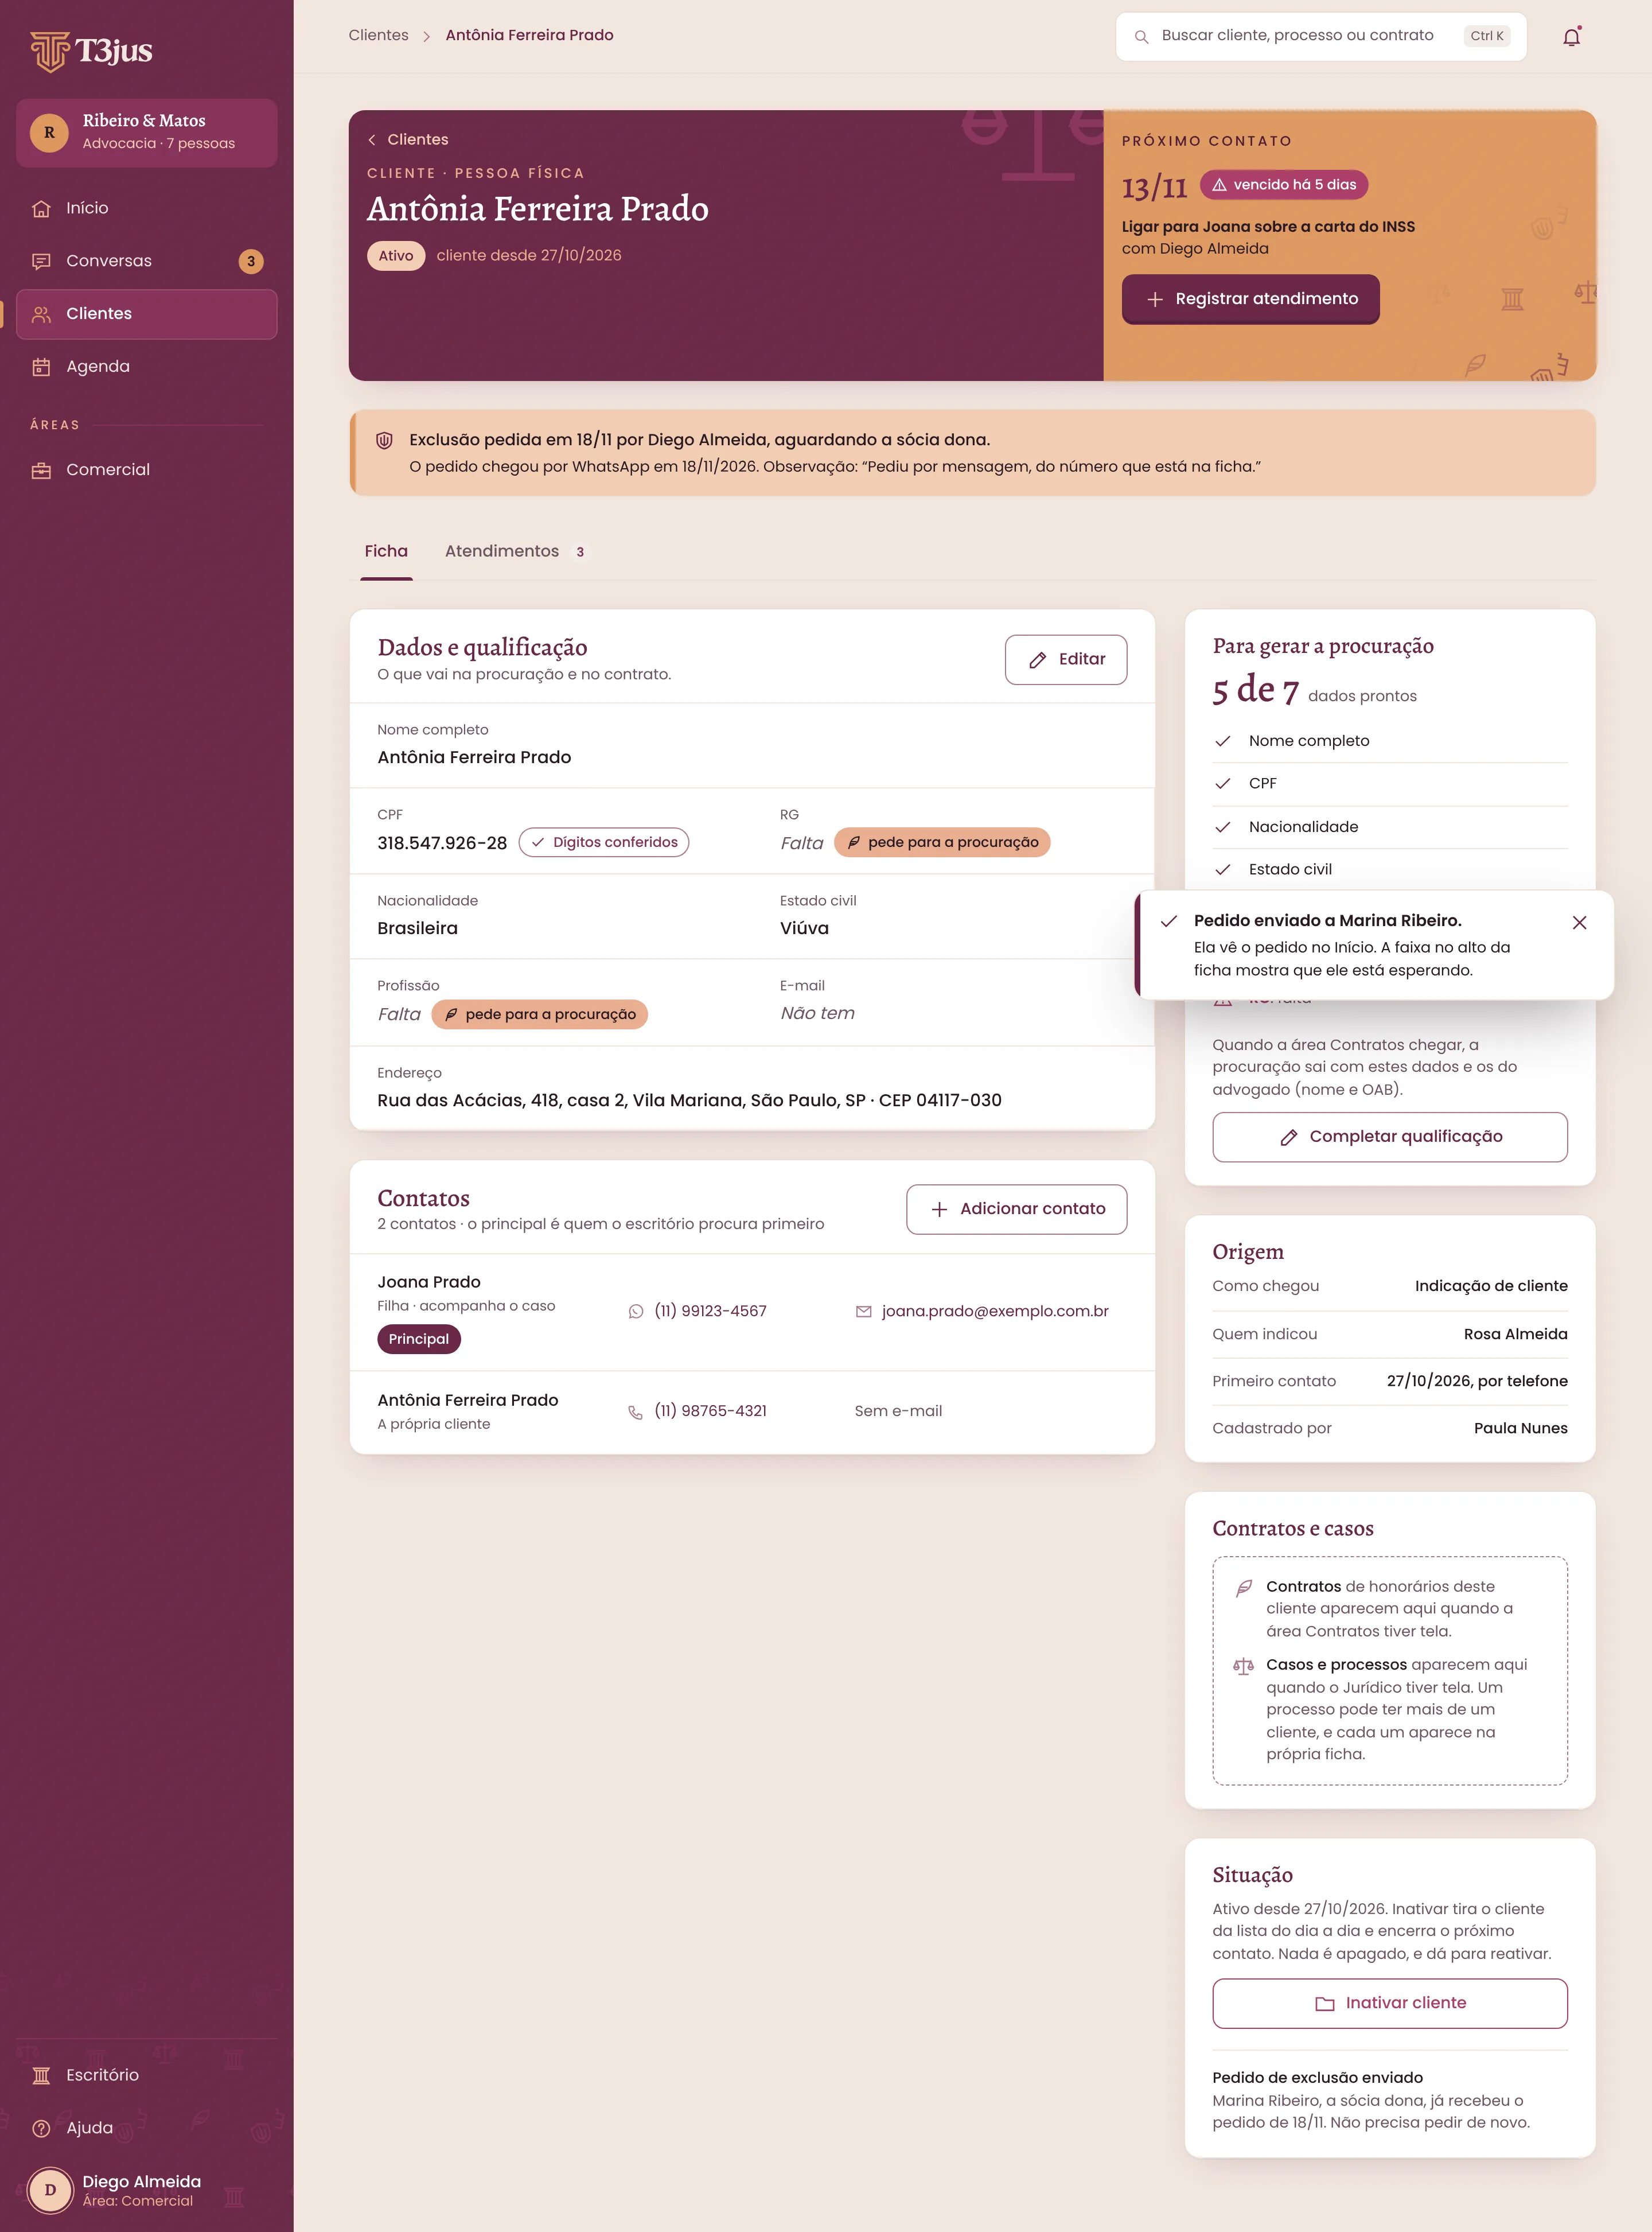 T3jus
R
Ribeiro & Matos
Advocacia · 7 pessoas
Início
Conversas
3
Clientes
Agenda
ÁREAS
Comercial
Escritório
Ajuda
D
Diego Almeida
Área: Comercial
Clientes
Antônia Ferreira Prado
Buscar cliente, processo ou contrato
Ctrl K
Clientes
CLIENTE · PESSOA FÍSICA
Antônia Ferreira Prado
Ativo
cliente desde 27/10/2026
PRÓXIMO CONTATO
13/11
vencido há 5 dias
Ligar para Joana sobre a carta do INSS
com Diego Almeida
Registrar atendimento
Exclusão pedida em 18/11 por Diego Almeida, aguardando a sócia dona.
O pedido chegou por WhatsApp em 18/11/2026. Observação: “Pediu por mensagem, do número que está na ficha.”
Ficha
Atendimentos
3
Dados e qualificação
O que vai na procuração e no contrato.
Editar
Nome completo
Antônia Ferreira Prado
CPF
318.547.926-28
Dígitos conferidos
RG
Falta
pede para a procuração
Nacionalidade
Brasileira
Estado civil
Viúva
Profissão
Falta
pede para a procuração
E-mail
Não tem
Endereço
Rua das Acácias, 418, casa 2, Vila Mariana, São Paulo, SP · CEP 04117-030
Contatos
2 contatos · o principal é quem o escritório procura primeiro
Adicionar contato
Joana Prado
Filha · acompanha o caso
Principal
(11) 99123-4567
joana.prado@exemplo.com.br
Antônia Ferreira Prado
A própria cliente
(11) 98765-4321
Sem e-mail
Para gerar a procuração
5 de 7 dados prontos
Nome completo
CPF
Nacionalidade
Estado civil
Pedido enviado a Marina Ribeiro.
Ela vê o pedido no Início. A faixa no alto da
ficha mostra que ele está esperando.
Quando a área Contratos chegar, a
procuração sai com estes dados e os do
advogado (nome e OAB).
Completar qualificação
Origem
Como chegou
Indicação de cliente
Quem indicou
Rosa Almeida
Primeiro contato
27/10/2026, por telefone
Cadastrado por
Paula Nunes
Contratos e casos
Contratos de honorários deste
cliente aparecem aqui quando a
área Contratos tiver tela.
Casos e processos aparecem aqui
quando o Jurídico tiver tela. Um
processo pode ter mais de um
cliente, e cada um aparece na
própria ficha.
Situação
Ativo desde 27/10/2026. Inativar tira o cliente
da lista do dia a dia e encerra o próximo
contato. Nada é apagado, e dá para reativar.
Inativar cliente
Pedido de exclusão enviado
Marina Ribeiro, a sócia dona, já recebeu o
pedido de 18/11. Não precisa pedir de novo.